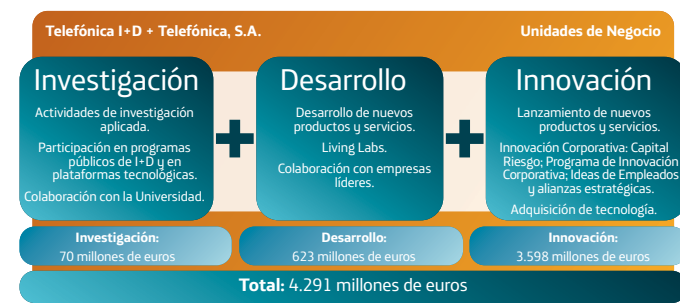 Telefónica I+D + Telefónica, S.A.
Unidades de Negocio
Investigación
Actividades de investigación
aplicada.
Participación en programas
públicos de I+D y en
plataformas tecnológicas.
Colaboración con la Universidad.
+
Desarrollo
Desarrollo de nuevos
productos y servicios.
Living Labs.
Colaboración con empresas
líderes.
+
Innovación
Lanzamiento de nuevos
productos y servicios.
Innovación Corporativa: Capital
Riesgo; Programa de Innovación
Corporativa; Ideas de Empleados
y alianzas estratégicas.
Adquisición de tecnología.
Investigación:
70 millones de euros
Desarrollo:
623 millones de euros
Innovación:
3.598 millones de euros
Total: 4.291 millones de euros